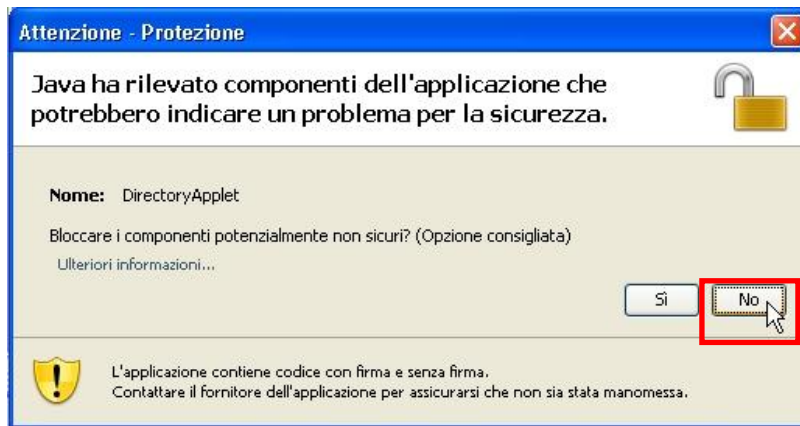 Attenzione - Protezione
Java ha rilevato componenti dell'applicazione che
potrebbero indicare un problema per la sicurezza.
Nome: DirectoryApplet
Bloccare i componenti potenzialmente non sicuri? (Opzione consigliata)
Ulteriori informazioni...
Sì No
L'applicazione contiene codice con firma e senza firma.
Contattare il fornitore dell'applicazione per assicurarsi che non sia stata manomessa.